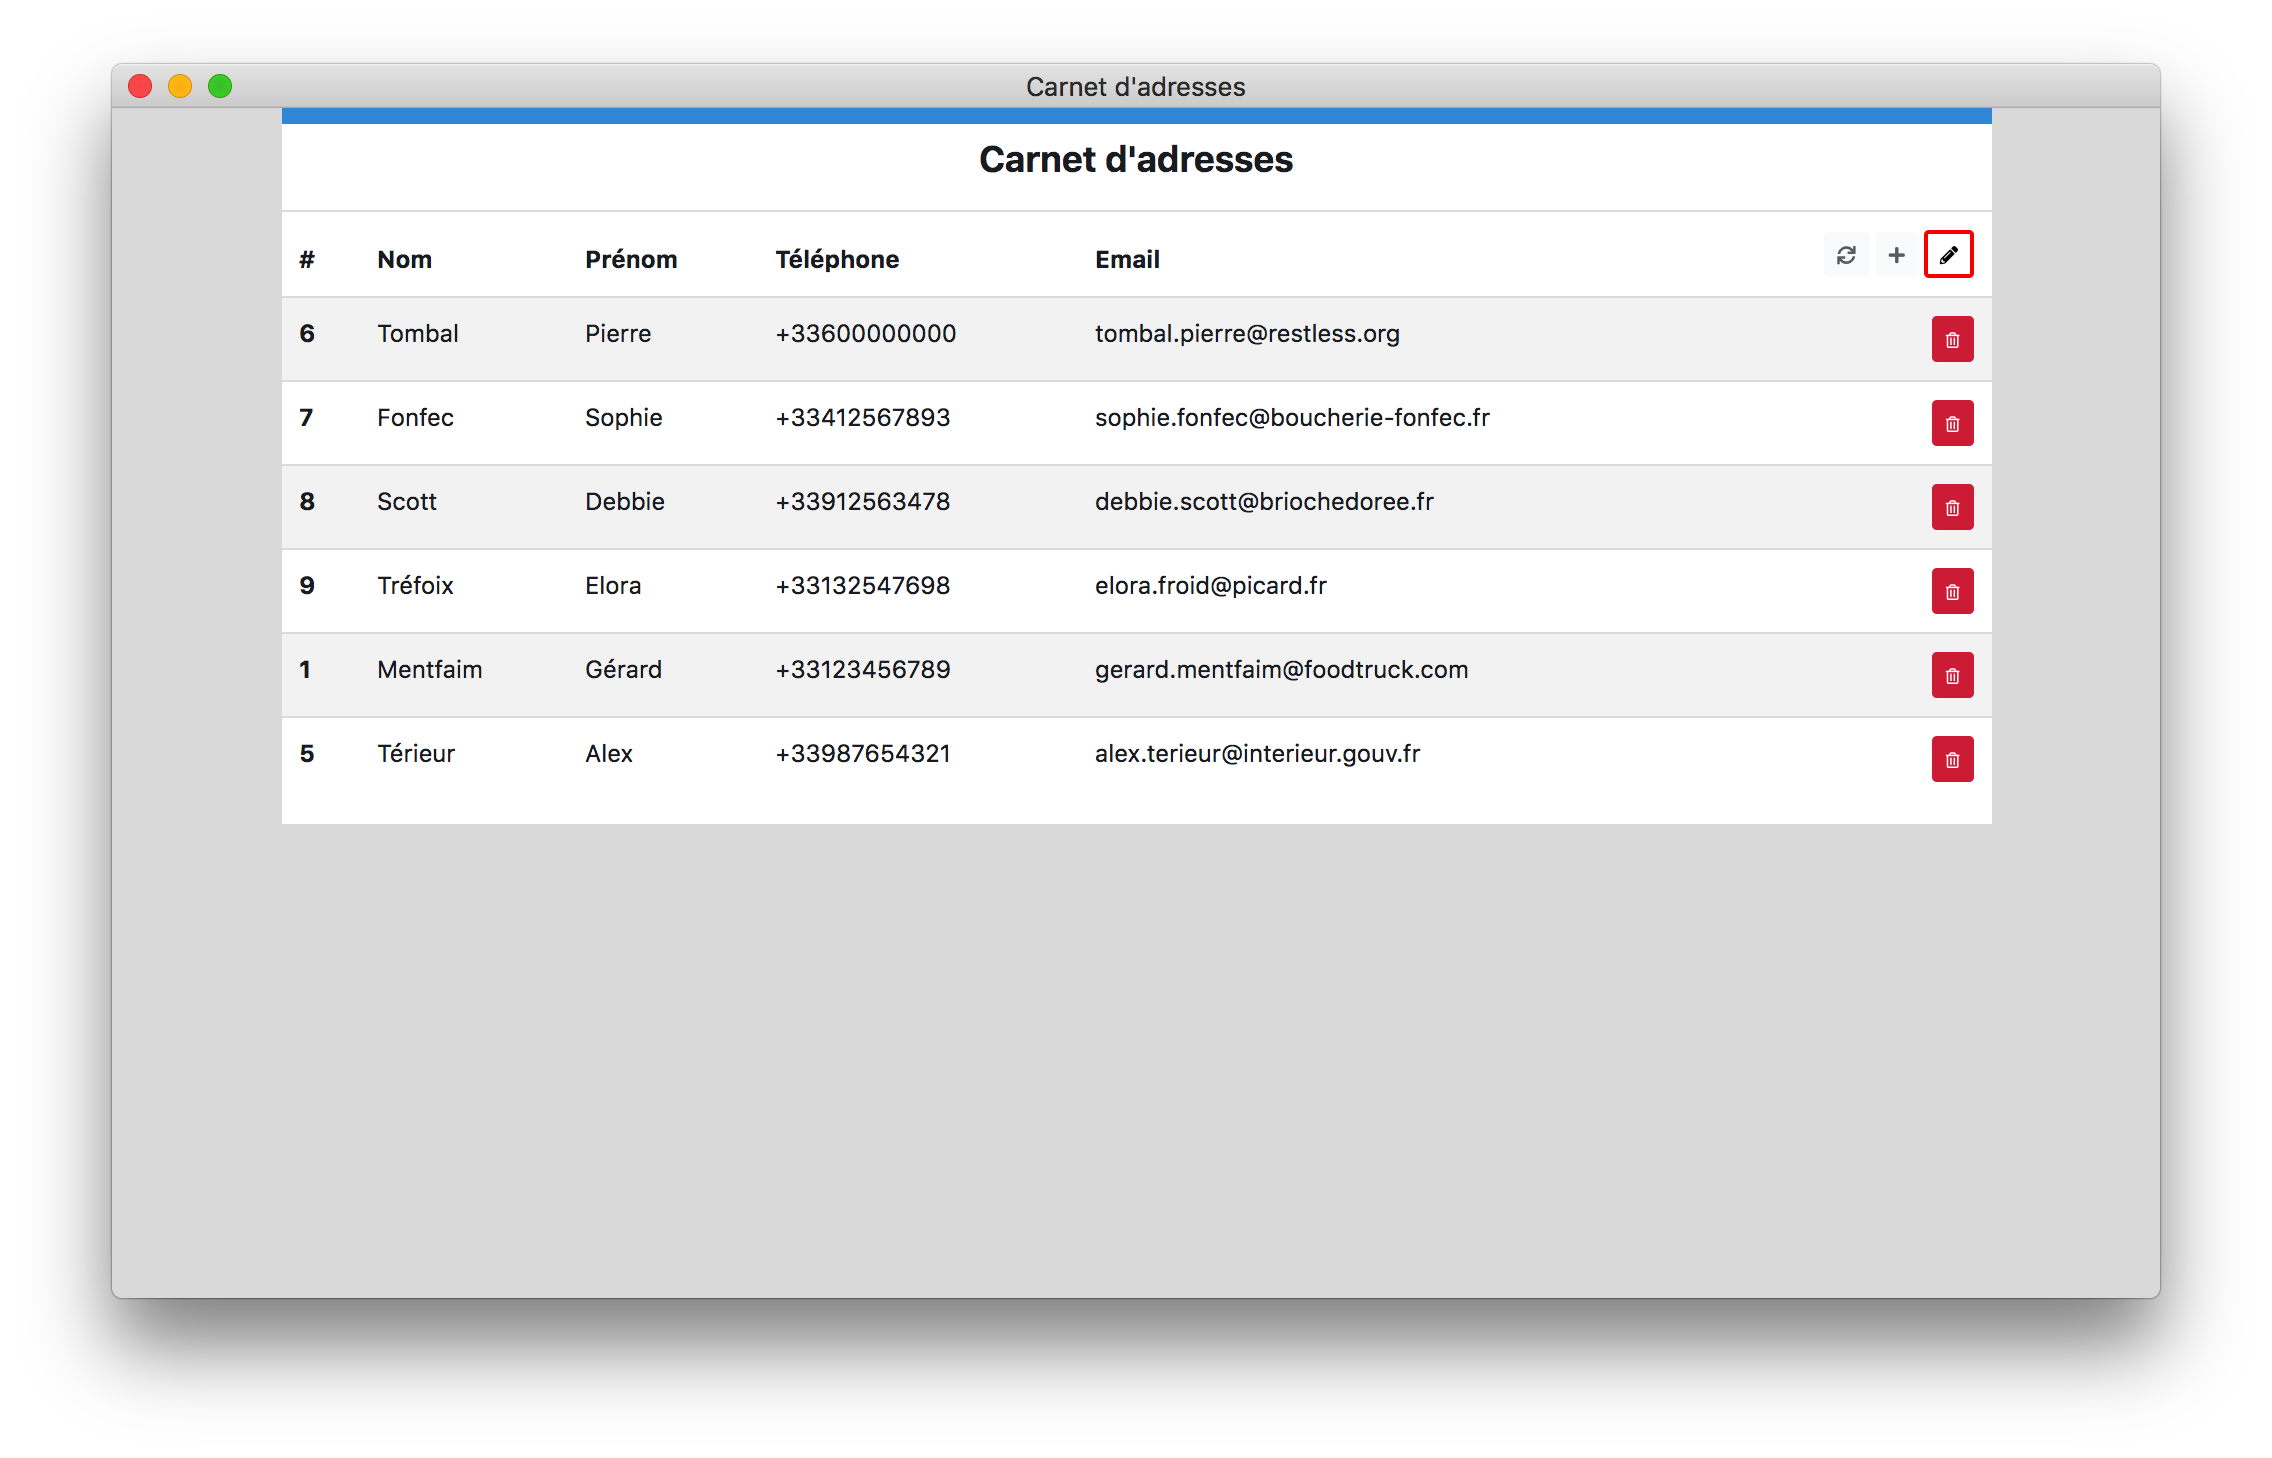 Carnet d'adresses
Carnet d'adresses
# Nom Prénom Téléphone Email
6 Tombal Pierre +33600000000 tombal.pierre@restless.org
7 Fonfec Sophie +33412567893 sophie.fonfec@boucherie-fonfec.fr
8 Scott Debbie +33912563478 debbie.scott@briochedoree.fr
9 Tréfoix Elora +33132547698 elora.froid@picard.fr
1 Mentfaim Gérard +33123456789 gerard.mentfaim@foodtruck.com
5 Térieur Alex +33987654321 alex.terieur@interieur.gouv.fr